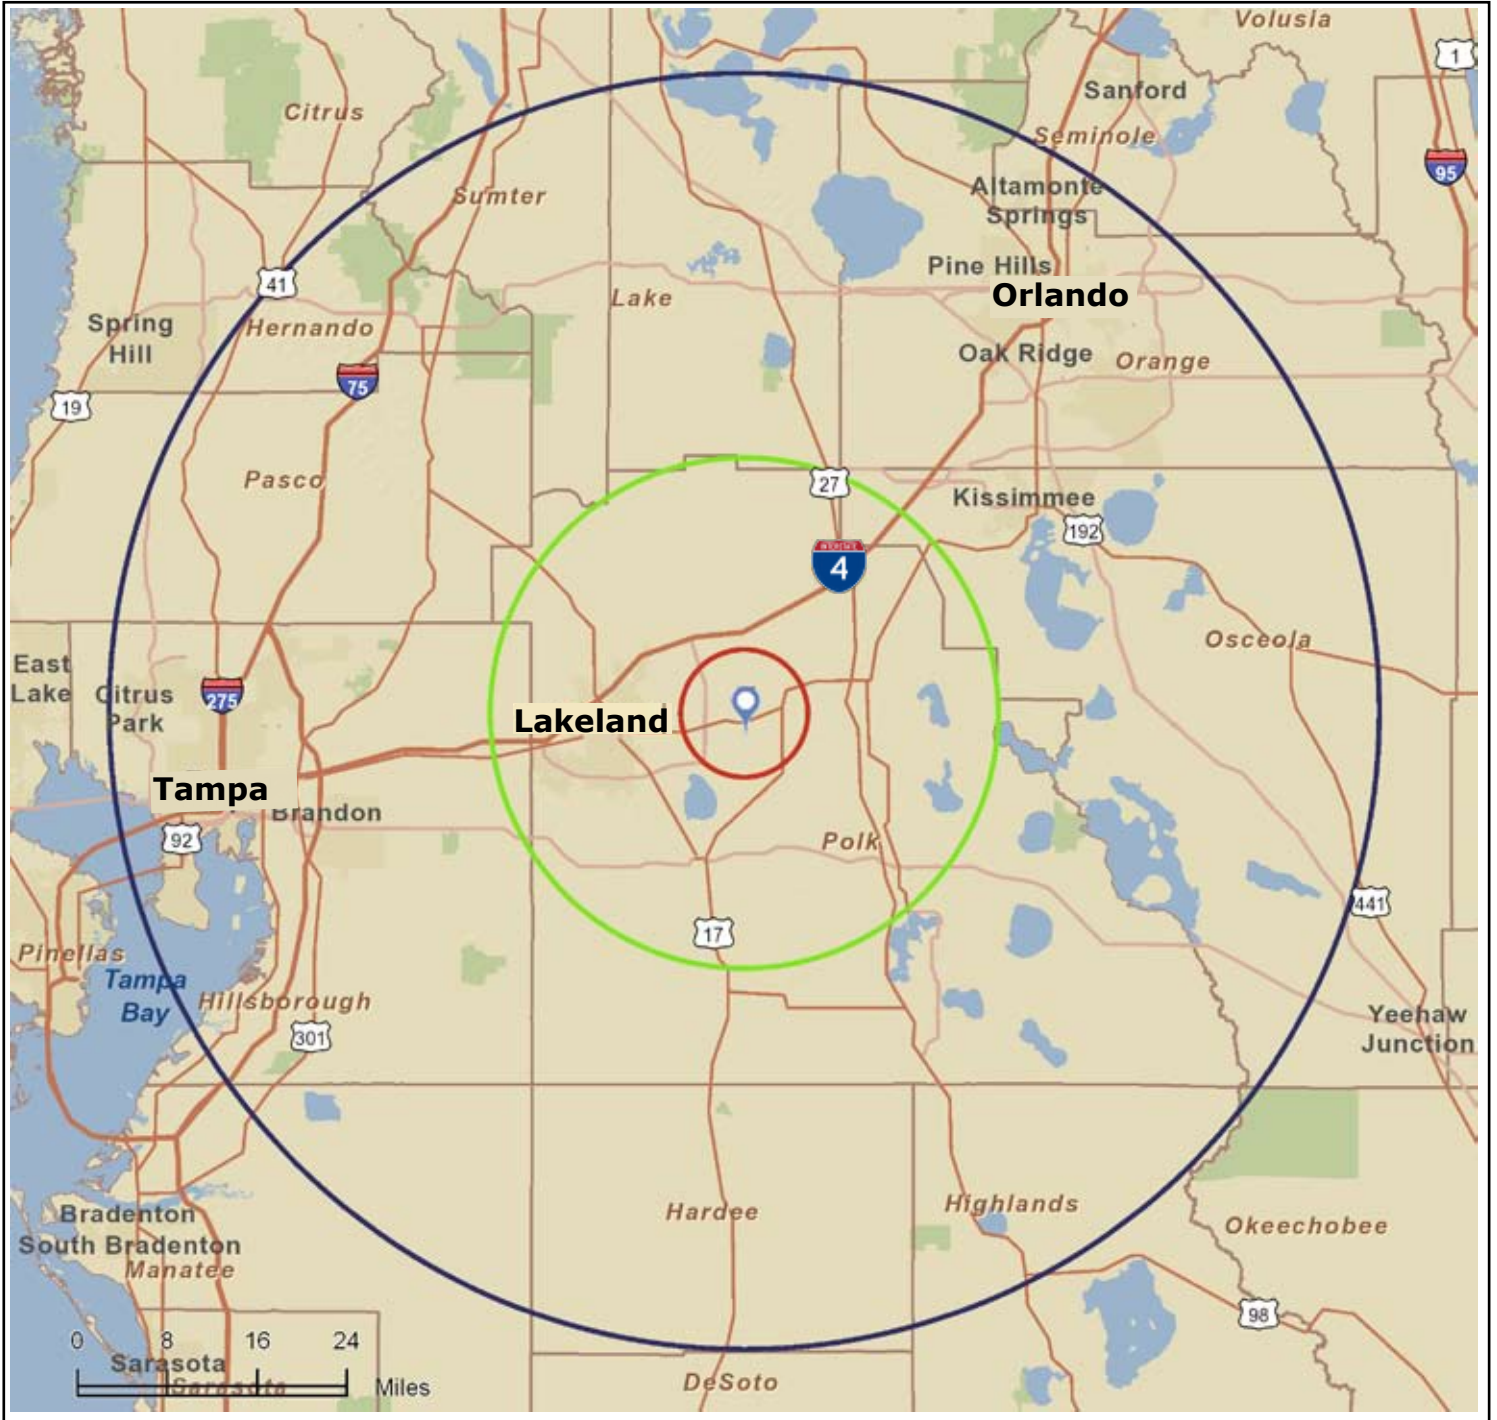 Volusia
1
Sanford
Citrus
Seminole
95
Sumter
Altamonte
Springs
Pine Hills
41
Lake
Orlando
Spring
Hill
Hernando
Oak Ridge
Orange
75
19
Pasco
27
Kissimmee
192
INTERSTATE
4
Osceola
East
Lake
Citrus
Park
275
Lakeland
Tampa
Brandon
92
Polk
441
17
Pinellas
Tampa
Bay
Hillsborough
301
Yeehaw
Junction
Hardee
Highlands
Okeechobee
Bradenton
South Bradenton
Manatee
98
0 8 16 24
Sarasota
Sarasota
Miles
DeSoto